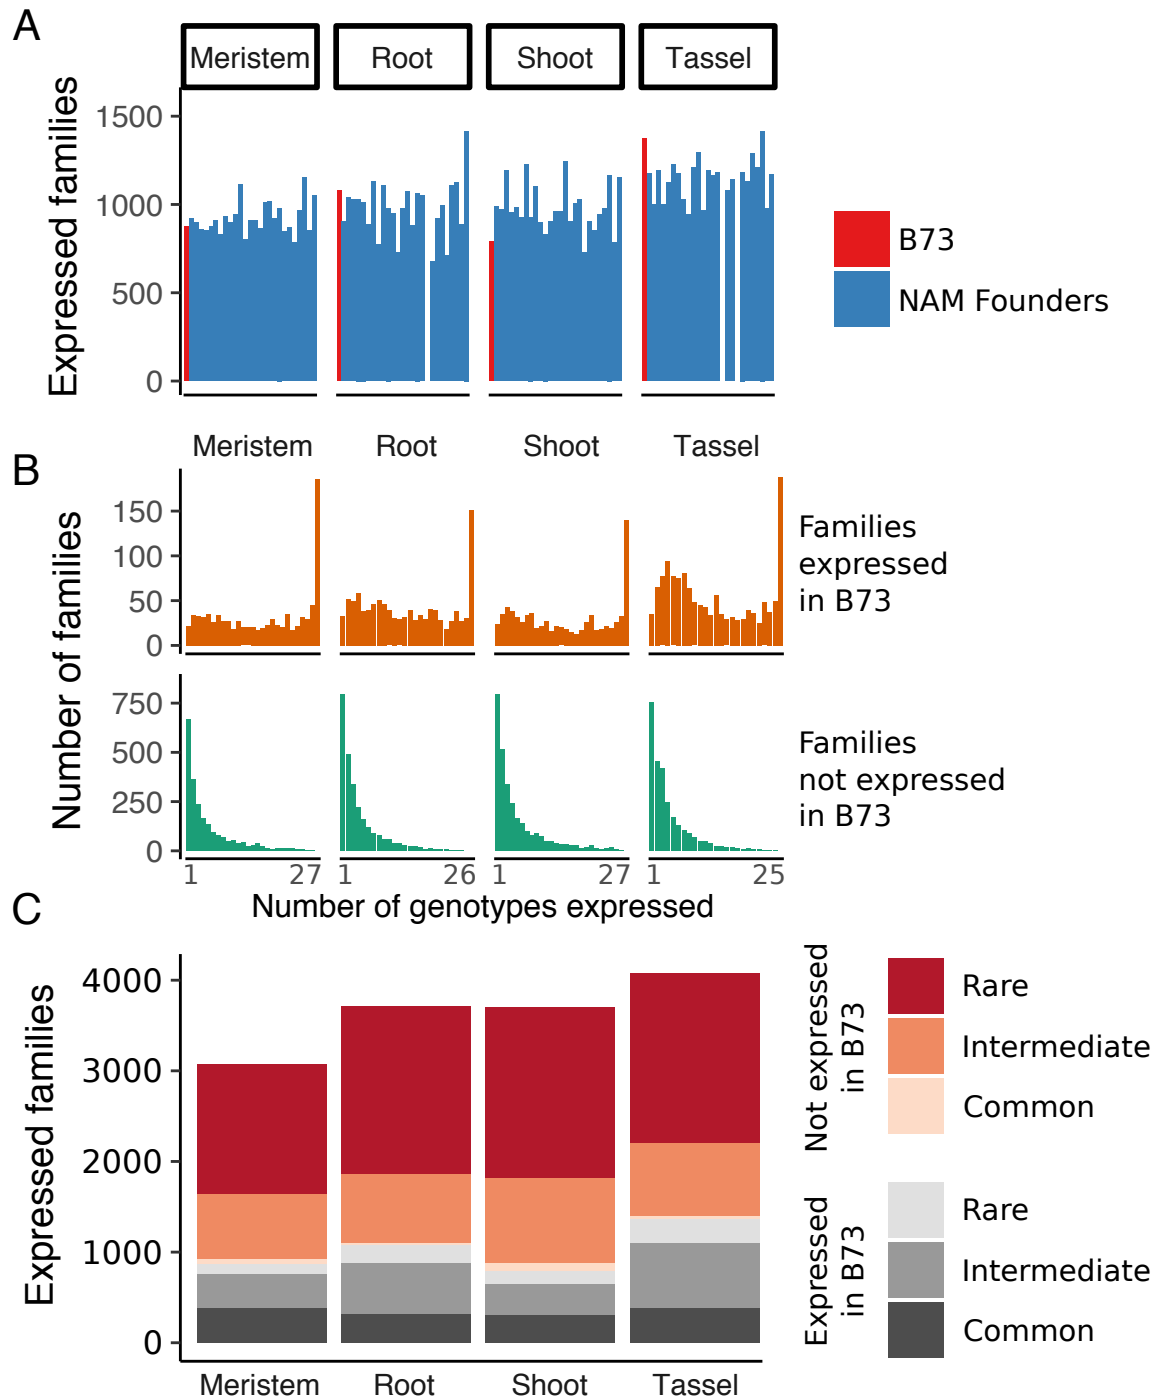 A
Meristem Root Shoot Tassel
Expressed families
1500
1000
500
0
B73
NAM Founders
B
Meristem Root Shoot Tassel
Number of families
150
100
50
0
Families
expressed
in B73
750
500
250
0
Families
not expressed
in B73
1 27 1 26 1 27 1 25
Number of genotypes expressed
C
Expressed families
4000
3000
2000
1000
0
Meristem Root Shoot Tassel
Not expressed
in B73
Rare
Intermediate
Common
Expressed
in B73
Rare
Intermediate
Common